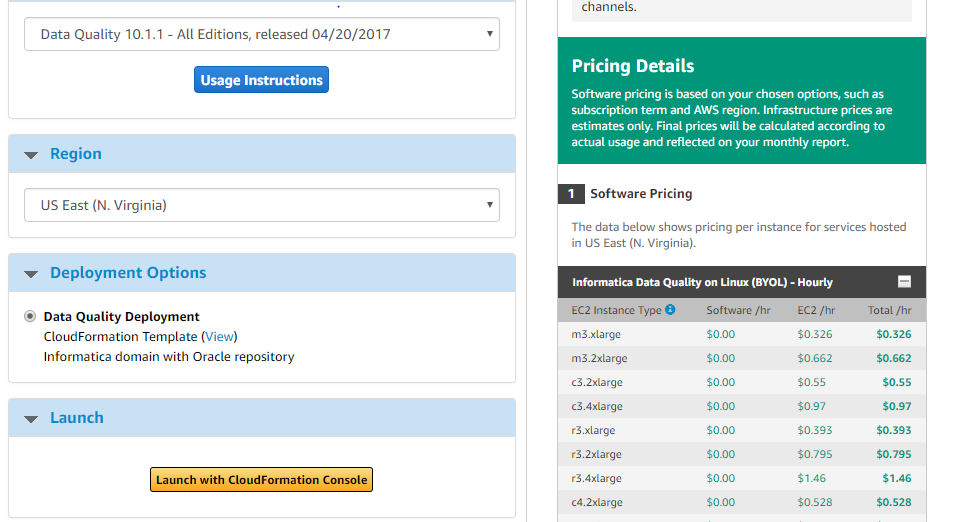 Data Quality 10.1.1 - All Editions, released 04/20/2017
Usage Instructions
Region
US East (N. Virginia)
Deployment Options
Data Quality Deployment
CloudFormation Template (View)
Informatica domain with Oracle repository
Launch
Launch with CloudFormation Console
channels.
Pricing Details
Software pricing is based on your chosen options, such as
subscription term and AWS region. Infrastructure prices are
estimates only. Final prices will be calculated according to
actual usage and reflected on your monthly report.
1 Software Pricing
The data below shows pricing per instance for services hosted
in US East (N. Virginia).
Informatica Data Quality on Linux (BYOL) - Hourly
EC2 Instance Type Software /hr EC2 /hr Total /hr
m3.xlarge $0.00 $0.326 $0.326
m3.2xlarge $0.00 $0.662 $0.662
c3.2xlarge $0.00 $0.55 $0.55
c3.4xlarge $0.00 $0.97 $0.97
r3.xlarge $0.00 $0.393 $0.393
r3.2xlarge $0.00 $0.795 $0.795
r3.4xlarge $0.00 $1.46 $1.46
c4.2xlarge $0.00 $0.528 $0.528